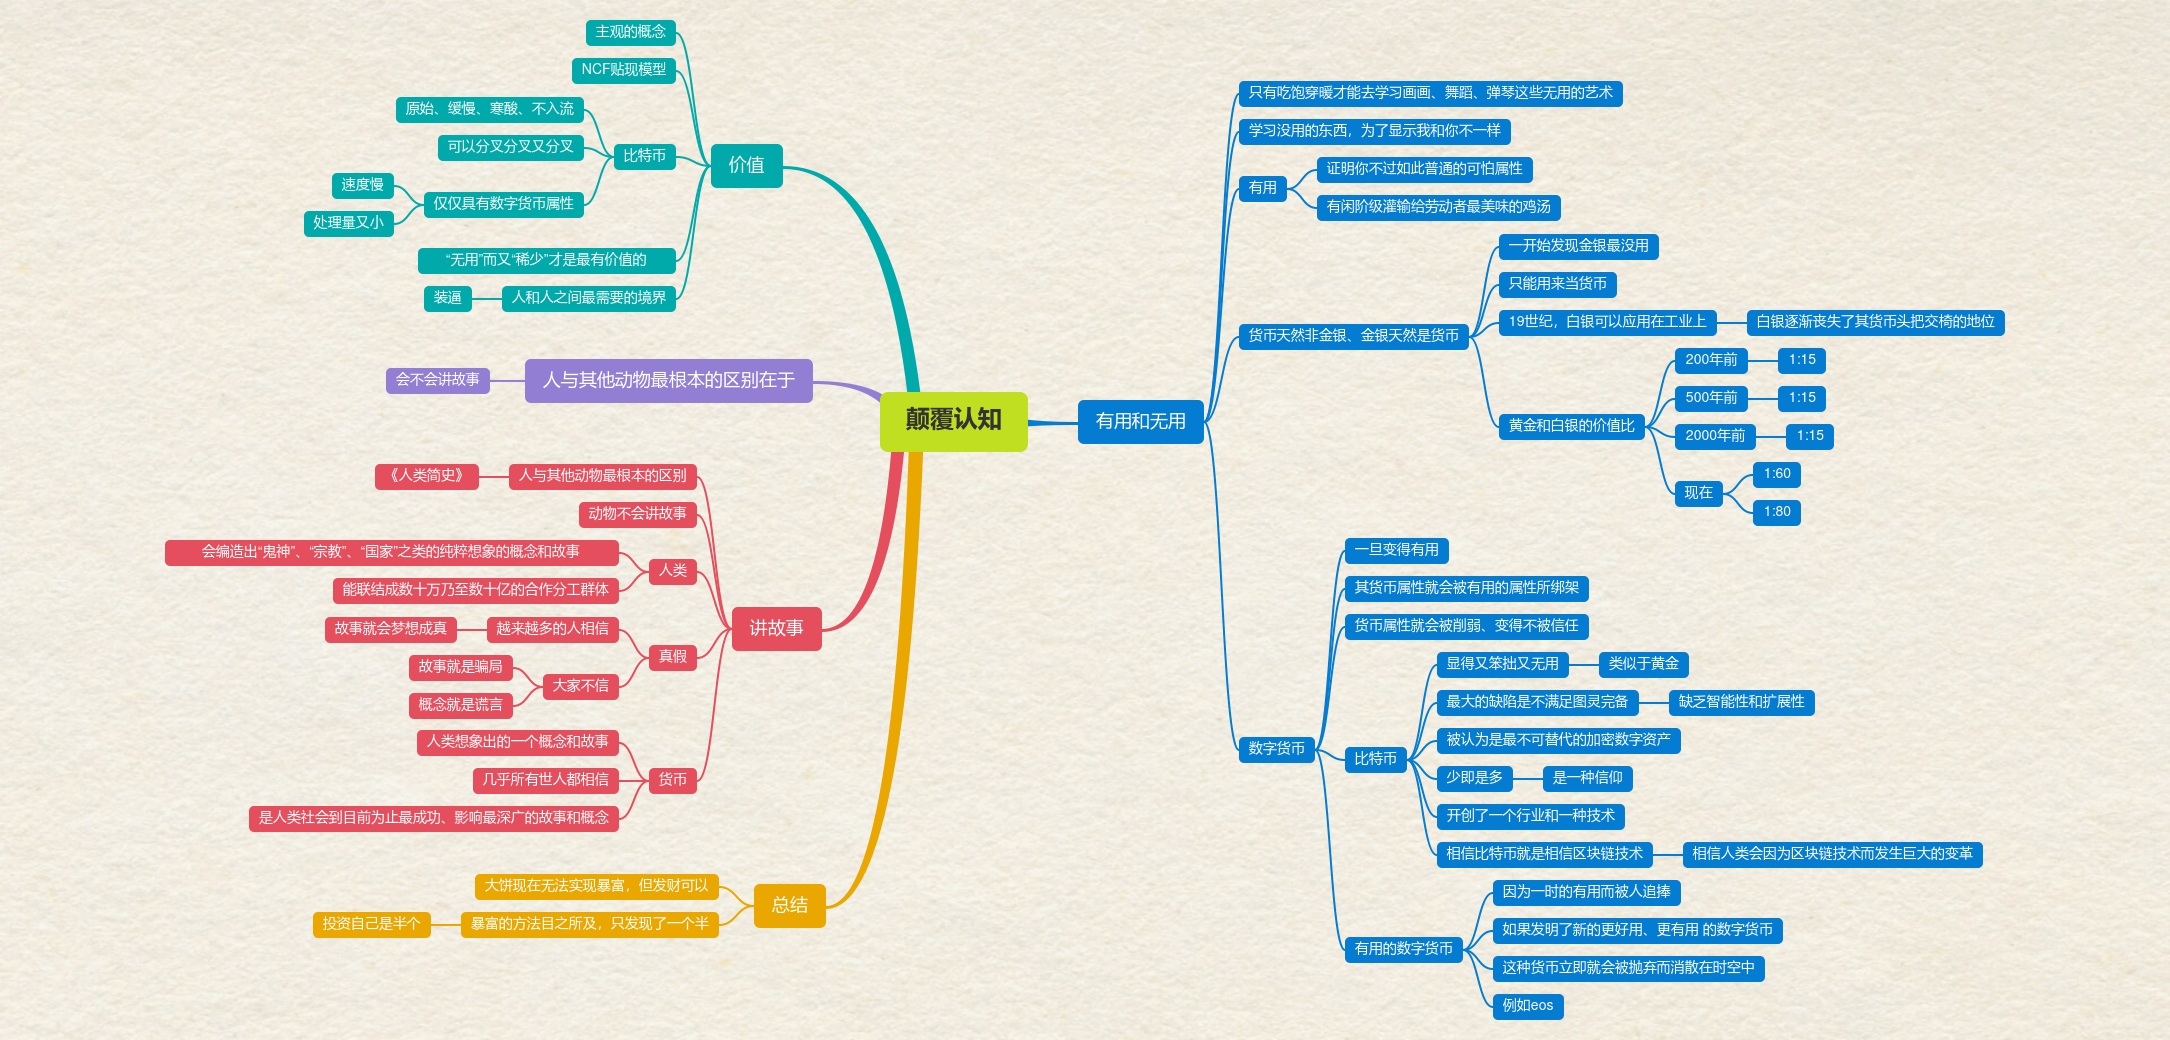 颠覆认知
有用和无用
只有吃饱穿暖才能去学习画画、舞蹈、弹琴这些无用的艺术
学习没用的东西，为了显示我和你不一样
有用
证明你不过如此普通的可怕属性
有闲阶级灌输给劳动者最美味的鸡汤
货币天然非金银、金银天然是货币
一开始发现金银最没用
只能用来当货币
19世纪，白银可以应用在工业上
白银逐渐丧失了其货币头把交椅的地位
黄金和白银的价值比
200年前
1:15
500年前
1:15
2000年前
1:15
现在
1:60
1:80
数字货币
一旦变得有用
其货币属性就会被有用的属性所绑架
货币属性就会被削弱、变得不被信任
比特币
显得又笨拙又无用
类似于黄金
最大的缺陷是不满足图灵完备
缺乏智能性和扩展性
被认为是最不可替代的加密数字资产
少即是多
是一种信仰
开创了一个行业和一种技术
相信比特币就是相信区块链技术
相信人类会因为区块链技术而发生巨大的变革
有用的数字货币
因为一时的有用而被人追捧
如果发明了新的更好用、更有用 的数字货币
这种货币立即就会被抛弃而消散在时空中
例如eos
价值
主观的概念
NCF贴现模型
比特币
原始、缓慢、寒酸、不入流
可以分叉分叉又分叉
仅仅具有数字货币属性
速度慢
处理量又小
“无用”而又“稀少”才是最有价值的
人和人之间最需要的境界
装逼
人与其他动物最根本的区别在于
会不会讲故事
讲故事
人与其他动物最根本的区别
《人类简史》
动物不会讲故事
人类
会编造出“鬼神”、“宗教”、“国家”之类的纯粹想象的概念和故事
能联结成数十万乃至数十亿的合作分工群体
真假
越来越多的人相信
故事就会梦想成真
大家不信
故事就是骗局
概念就是谎言
货币
人类想象出的一个概念和故事
几乎所有世人都相信
是人类社会到目前为止最成功、影响最深广的故事和概念
总结
大饼现在无法实现暴富，但发财可以
暴富的方法目之所及，只发现了一个半
投资自己是半个